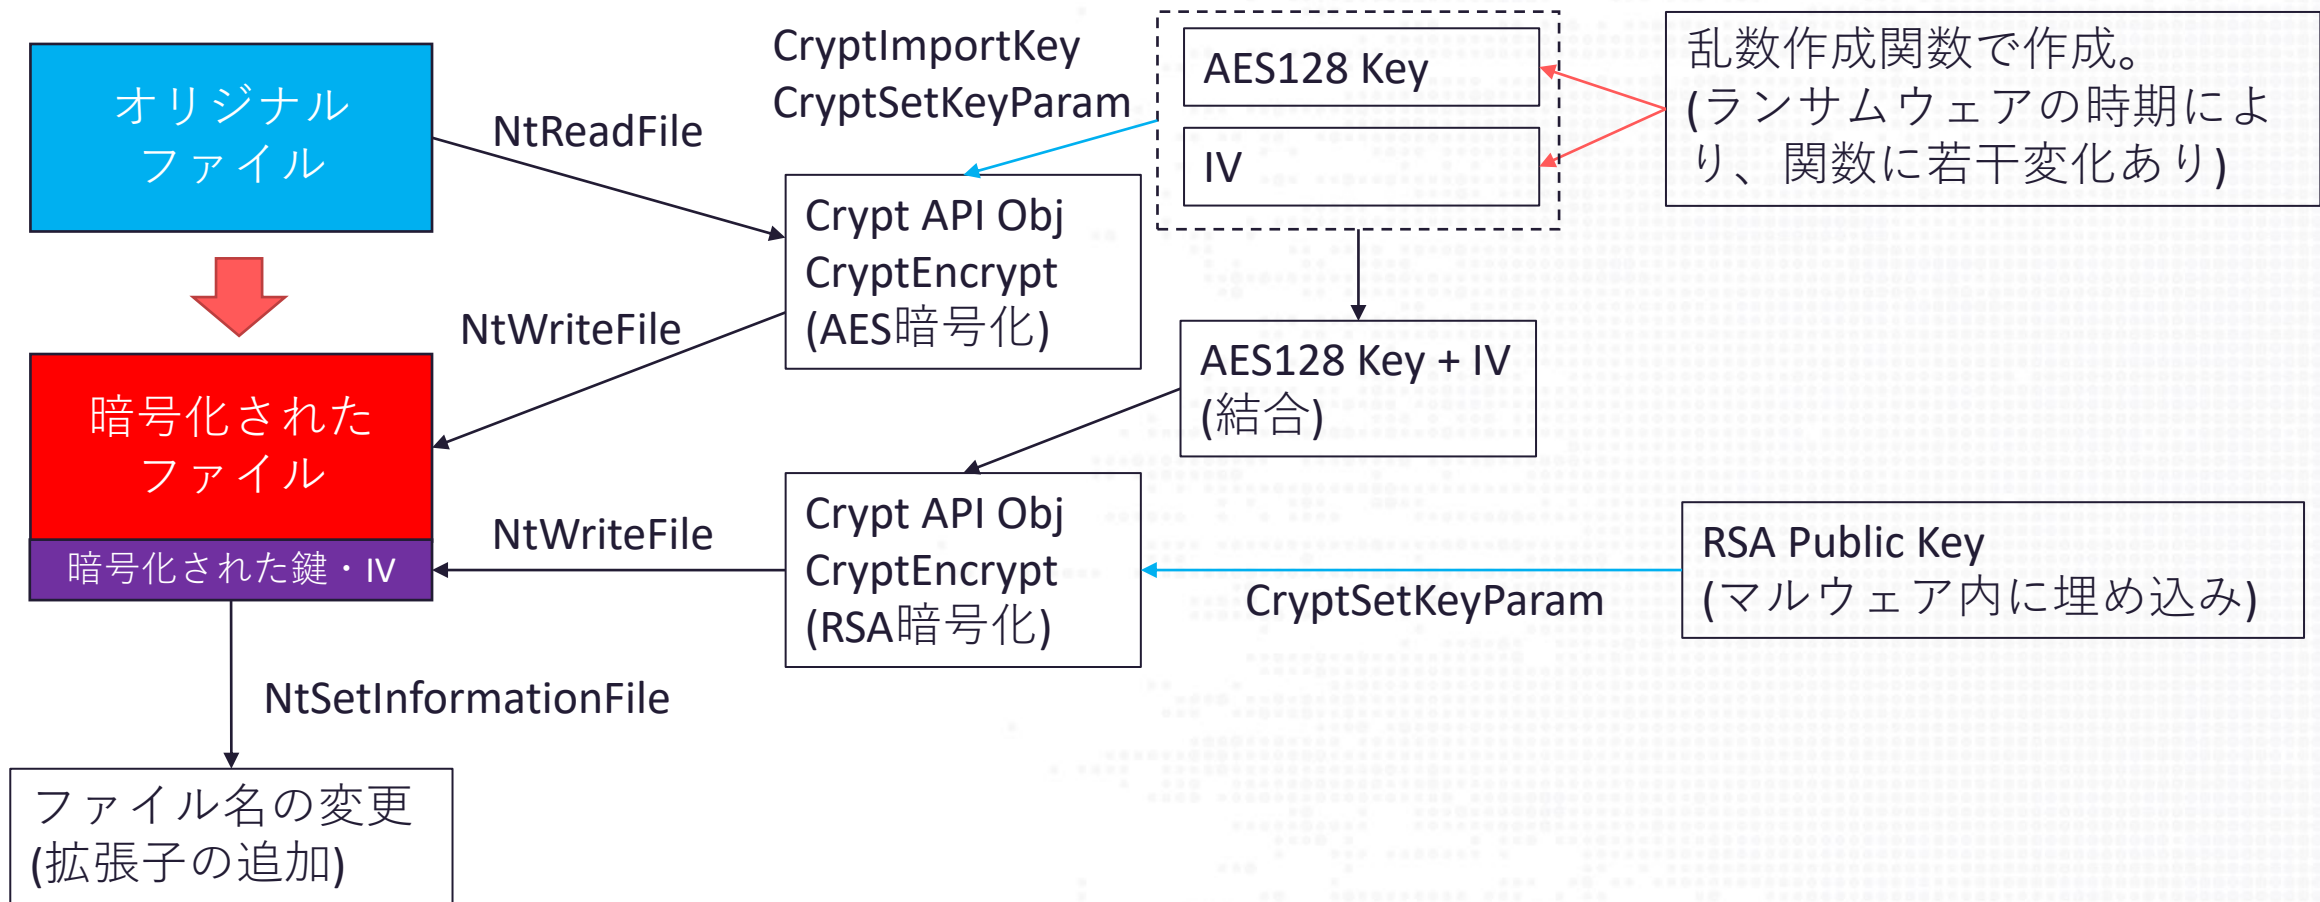 オリジナル
ファイル
NtReadFile
CryptImportKey
CryptSetKeyParam
AES128 Key
IV
乱数作成関数で作成。
(ランサムウェアの時期によ
り、関数に若干変化あり)
Crypt API Obj
CryptEncrypt
(AES暗号化)
NtWriteFile
暗号化された
ファイル
暗号化された鍵・IV
AES128 Key + IV
(結合)
NtWriteFile
Crypt API Obj
CryptEncrypt
(RSA暗号化)
CryptSetKeyParam
RSA Public Key
(マルウェア内に埋め込み)
NtSetInformationFile
ファイル名の変更
(拡張子の追加)